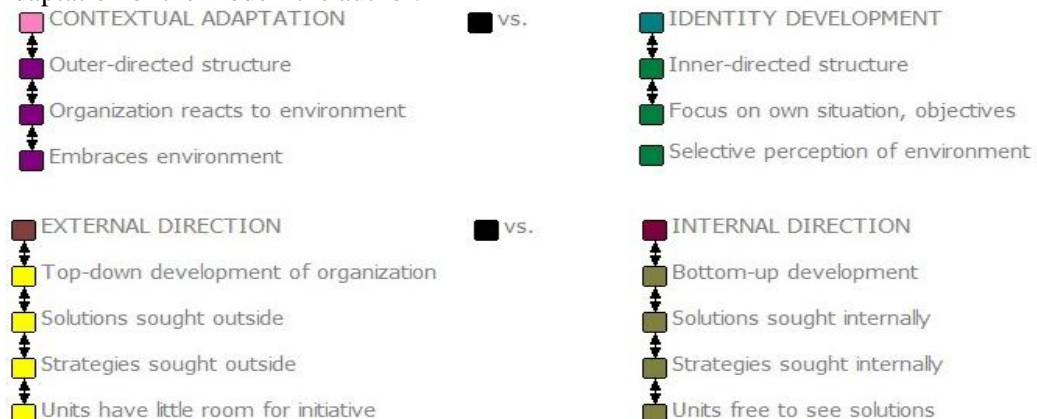 CONTEXTUAL ADAPTATION vs. IDENTITY DEVELOPMENT
Outer-directed structure Inner-directed structure
Organization reacts to environment Focus on own situation, objectives
Embraces environment Selective perception of environment
EXTERNAL DIRECTION vs. INTERNAL DIRECTION
Top-down development of organization Bottom-up development
Solutions sought outside Solutions sought internally
Strategies sought outside Strategies sought internally
Units have little room for initiative Units free to see solutions